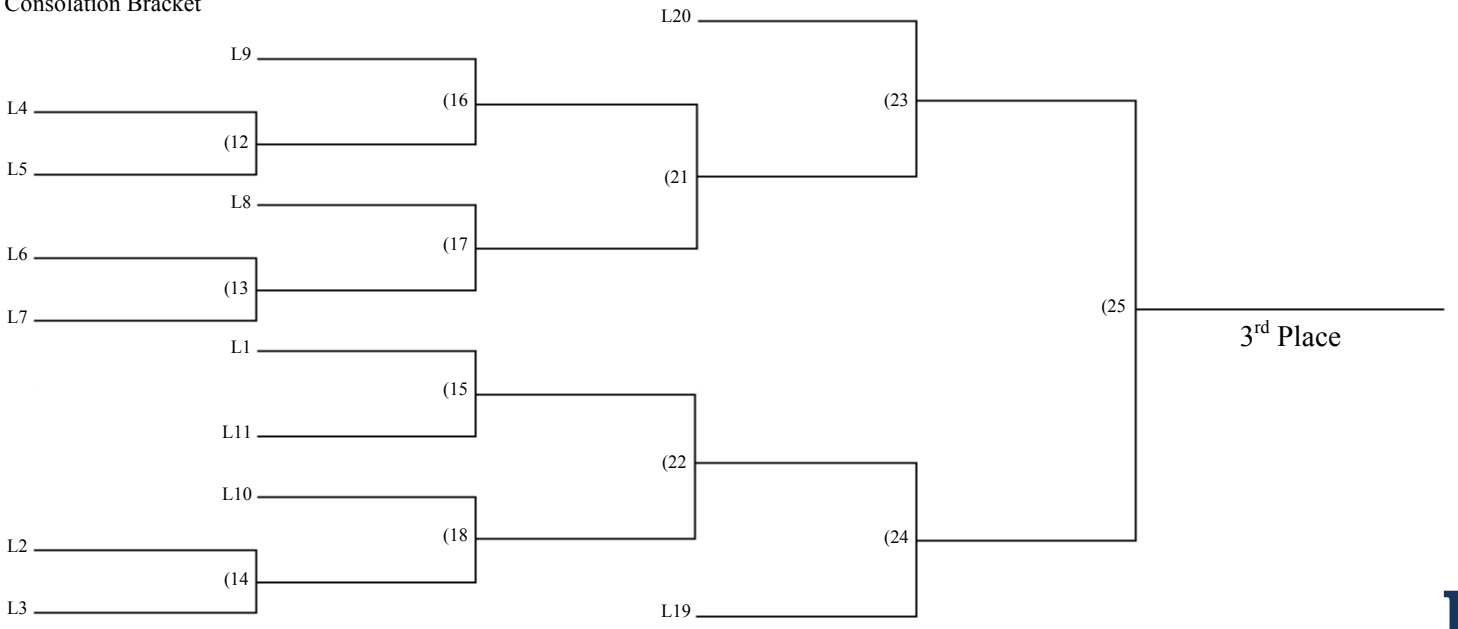 Consolation Bracket
L20
L9
(16
(23
L4
(12
L5
(21
L8
(17
L6
(13
L7
(25
3rd Place
L1
(15
L11
(22
L10
(18
(24
L2
(14
L3
L19